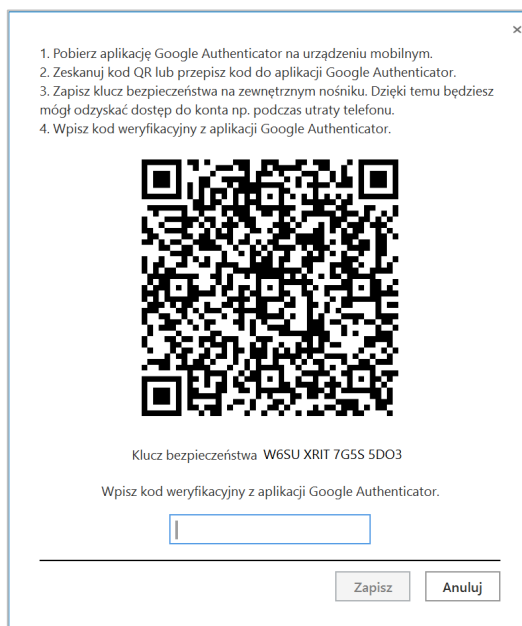 ×
1. Pobierz aplikację Google Authenticator na urządzeniu mobilnym.
2. Zeskanuj kod QR lub przepisz kod do aplikacji Google Authenticator.
3. Zapisz klucz bezpieczeństwa na zewnętrznym nośniku. Dzięki temu będziesz
mógł odzyskać dostęp do konta np. podczas utraty telefonu.
4. Wpisz kod weryfikacyjny z aplikacji Google Authenticator.
Klucz bezpieczeństwa W6SU XRIT 7G5S 5DO3
Wpisz kod weryfikacyjny z aplikacji Google Authenticator.
Zapisz Anuluj